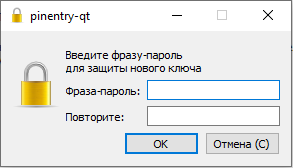 pinentry-qt
Введите фразу-пароль
для защиты нового ключа
Фраза-пароль:
Повторите:
OK
Отмена (С)